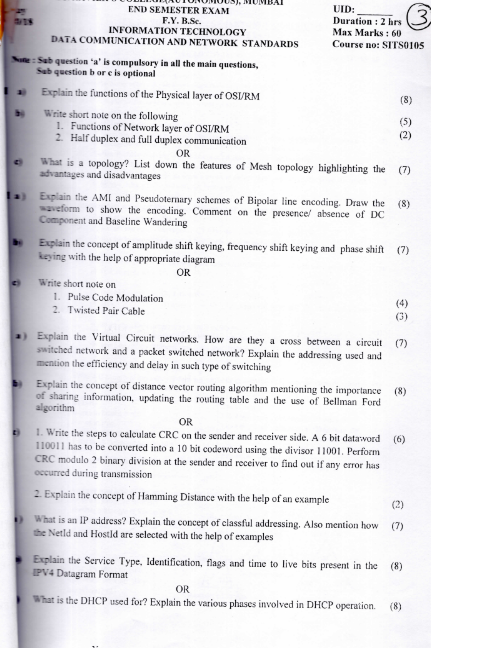 (AUTONOMOUS), MUMBAI
END SEMESTER EXAM
F.Y. B.Sc.
INFORMATION TECHNOLOGY
DATA COMMUNICATION AND NETWORK STANDARDS
UID:
Duration : 2 hrs
Max Marks : 60
Course no: SITS0105
3
Note : Sub question 'a' is compulsory in all the main questions,
Sub question b or c is optional
a) Explain the functions of the Physical layer of OSI/RM (8)
b) Write short note on the following
1. Functions of Network layer of OSI/RM (5)
2. Half duplex and full duplex communication (2)
OR
c) What is a topology? List down the features of Mesh topology highlighting the (7)
advantages and disadvantages
a) Explain the AMI and Pseudoternary schemes of Bipolar line encoding. Draw the (8)
waveform to show the encoding. Comment on the presence/ absence of DC
Component and Baseline Wandering
b) Explain the concept of amplitude shift keying, frequency shift keying and phase shift (7)
keying with the help of appropriate diagram
OR
c) Write short note on
1. Pulse Code Modulation (4)
2. Twisted Pair Cable (3)
a) Explain the Virtual Circuit networks. How are they a cross between a circuit (7)
switched network and a packet switched network? Explain the addressing used and
mention the efficiency and delay in such type of switching
b) Explain the concept of distance vector routing algorithm mentioning the importance (8)
of sharing information, updating the routing table and the use of Bellman Ford
algorithm
OR
c) 1. Write the steps to calculate CRC on the sender and receiver side. A 6 bit dataword (6)
110011 has to be converted into a 10 bit codeword using the divisor 11001. Perform
CRC modulo 2 binary division at the sender and receiver to find out if any error has
occurred during transmission
2. Explain the concept of Hamming Distance with the help of an example (2)
) What is an IP address? Explain the concept of classful addressing. Also mention how (7)
the NetId and HostId are selected with the help of examples
Explain the Service Type, Identification, flags and time to live bits present in the (8)
IPV4 Datagram Format
OR
What is the DHCP used for? Explain the various phases involved in DHCP operation. (8)